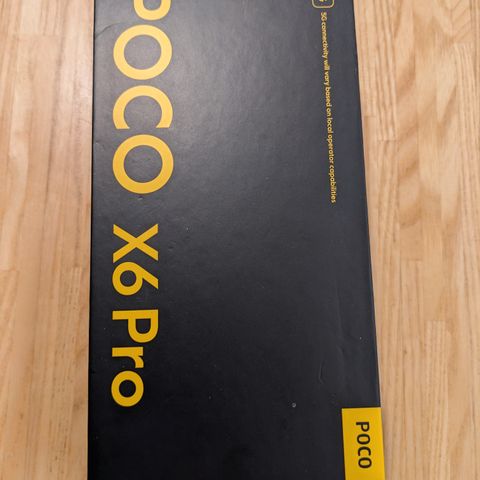 5G connectivity will vary based on local operator capabilities
POCO X6 Pro
POCO